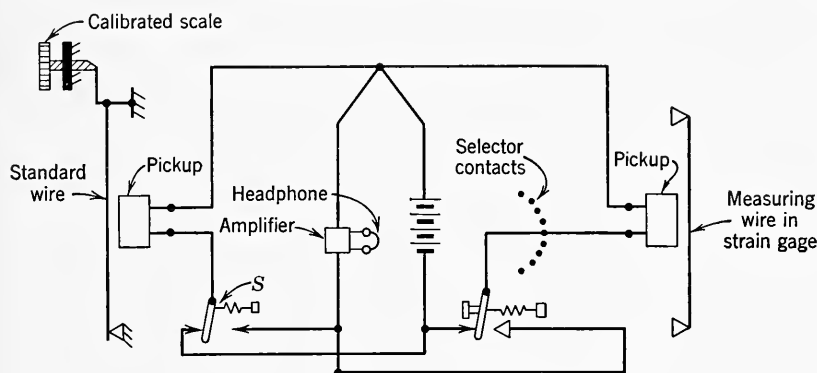 Calibrated scale
Standard
wire
Pickup
Headphone
Amplifier
Selector
contacts
Pickup
Measuring
wire in
strain gage
S